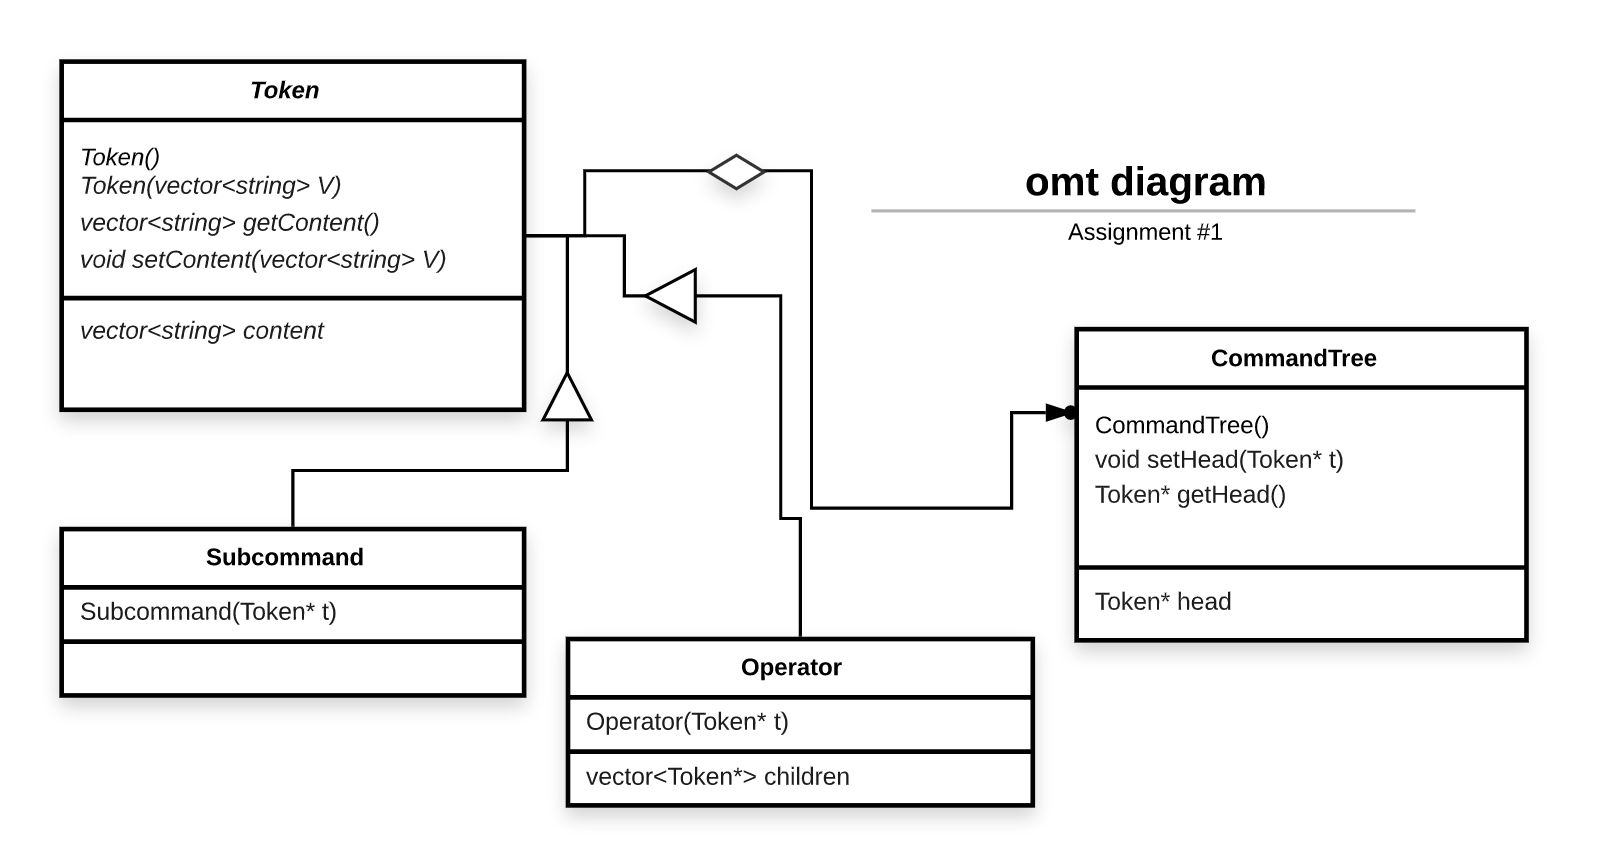 Token
Token()
Token(vector<string> V)
vector<string> getContent()
void setContent(vector<string> V)
vector<string> content
omt diagram
Assignment #1
CommandTree
CommandTree()
void setHead(Token* t)
Token* getHead()
Token* head
Subcommand
Subcommand(Token* t)
Operator
Operator(Token* t)
vector<Token*> children